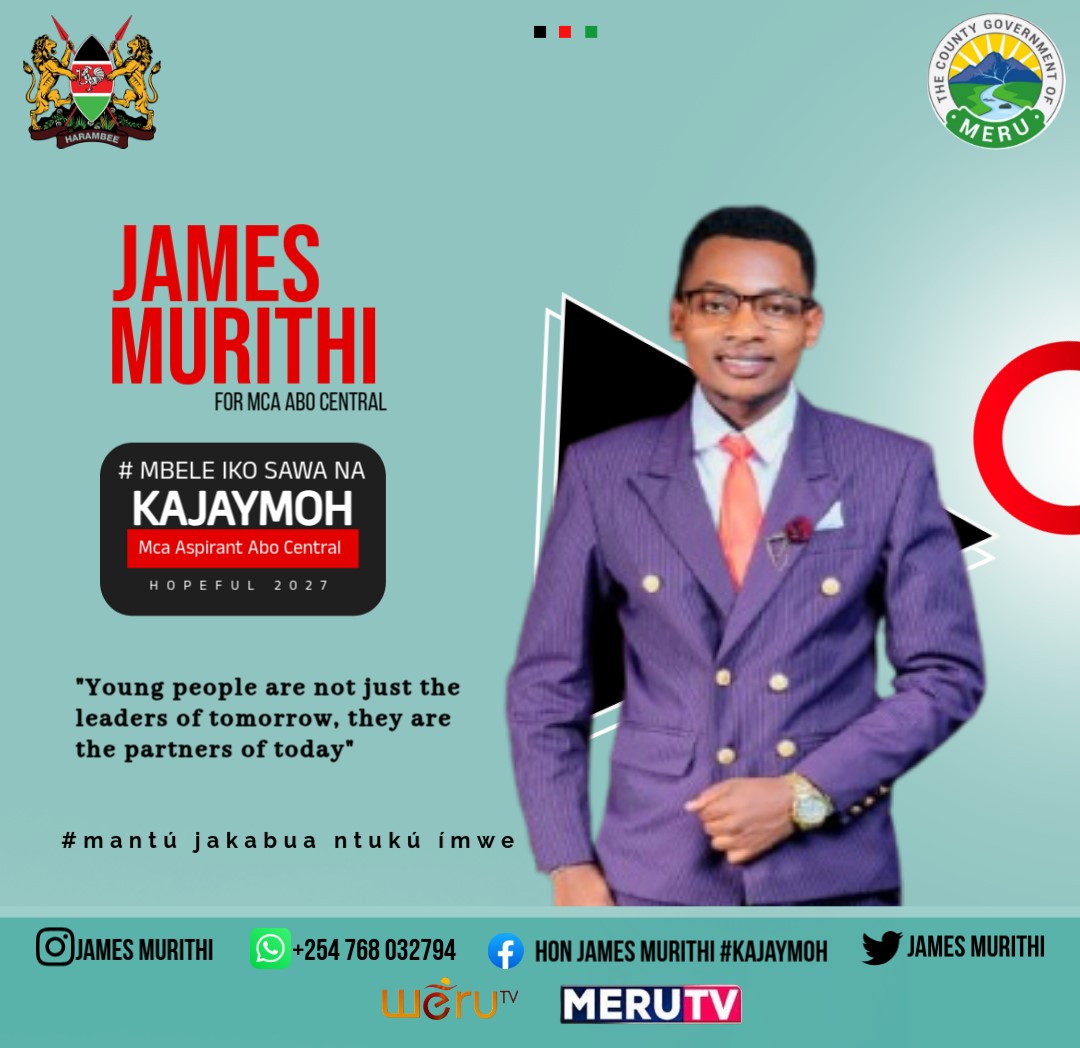 HARAMBEE
THE COUNTY GOVERNMENT OF
MERU
JAMES
MURITHI
FOR MCA ABO CENTRAL
# MBELE IKO SAWA NA
KAJAYMOH
Mca Aspirant Abo Central
HOPEFUL 2027
"Young people are not just the
leaders of tomorrow, they are
the partners of today"
#mantú jakabua ntukú ímwe
JAMES MURITHI
+254 768 032794
HON JAMES MURITHI #KAJAYMOH
JAMES MURITHI
weru TV
MERUTV